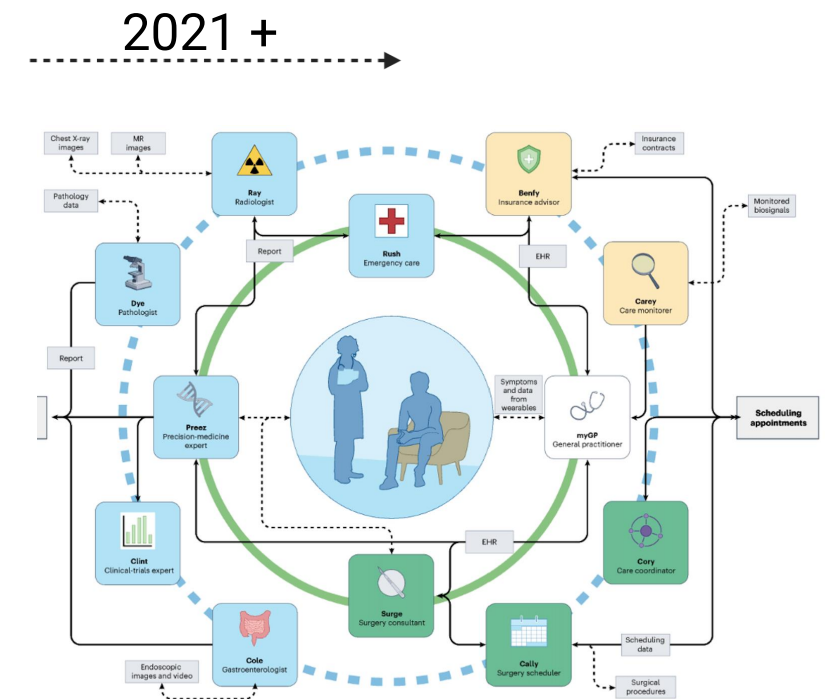 2021 +
Chest X-ray
images
MR
images
Ray
Radiologist
Benfy
Insurance advisor
Insurance
contracts
Pathology
data
Monitored
biosignals
Rush
Emergency care
Report
EHR
Dye
Pathologist
Carey
Care monitorer
Report
Symptoms
and data
from
wearables
Preez
Precision-medicine
expert
myGP
General practitioner
Scheduling
appointments
EHR
Clint
Clinical-trials expert
Cory
Care coordinator
Surge
Surgery consultant
Cole
Gastroenterologist
Cally
Surgery scheduler
Scheduling
data
Endoscopic
images and video
Surgical
procedures